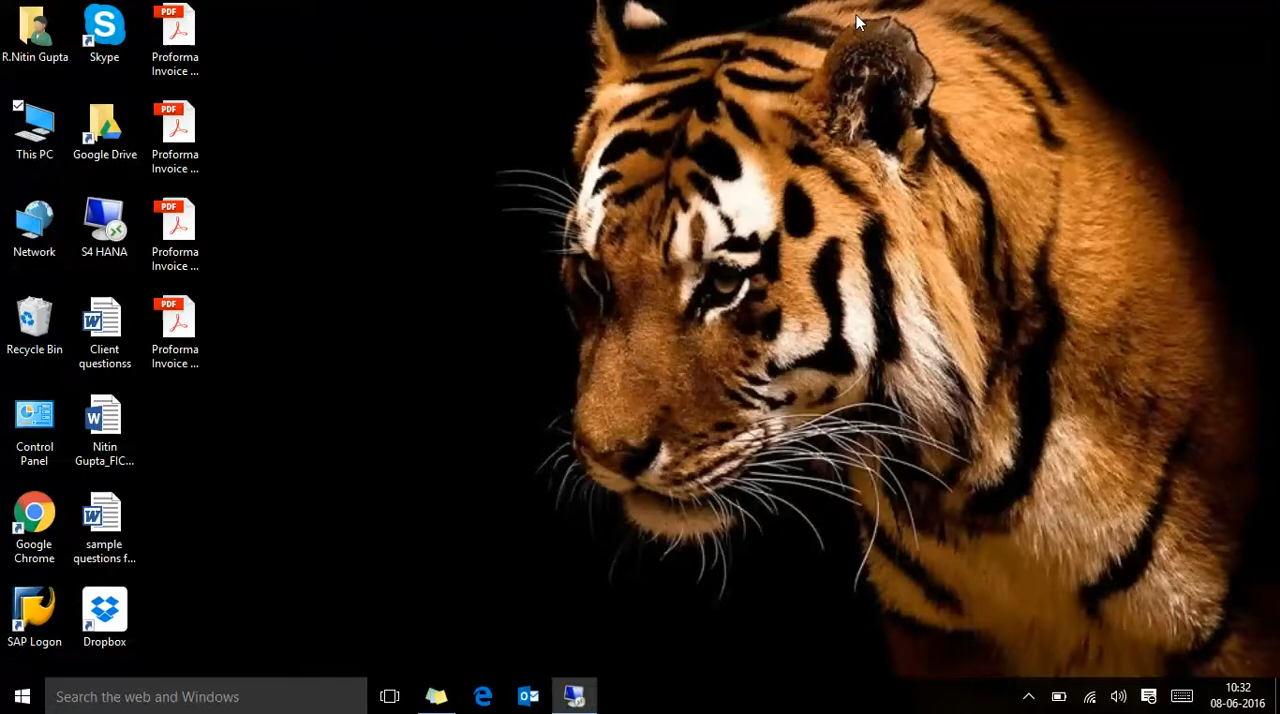 R.Nitin Gupta
Skype
PDF
Proforma
Invoice ...
This PC
Google Drive
PDF
Proforma
Invoice ...
Network
S4 HANA
PDF
Proforma
Invoice ...
Recycle Bin
Client
questionss
PDF
Proforma
Invoice ...
Control
Panel
Nitin
Gupta_FIC...
Google
Chrome
sample
questions f...
SAP Logon
Dropbox
Search the web and Windows
10:32
08-06-2016